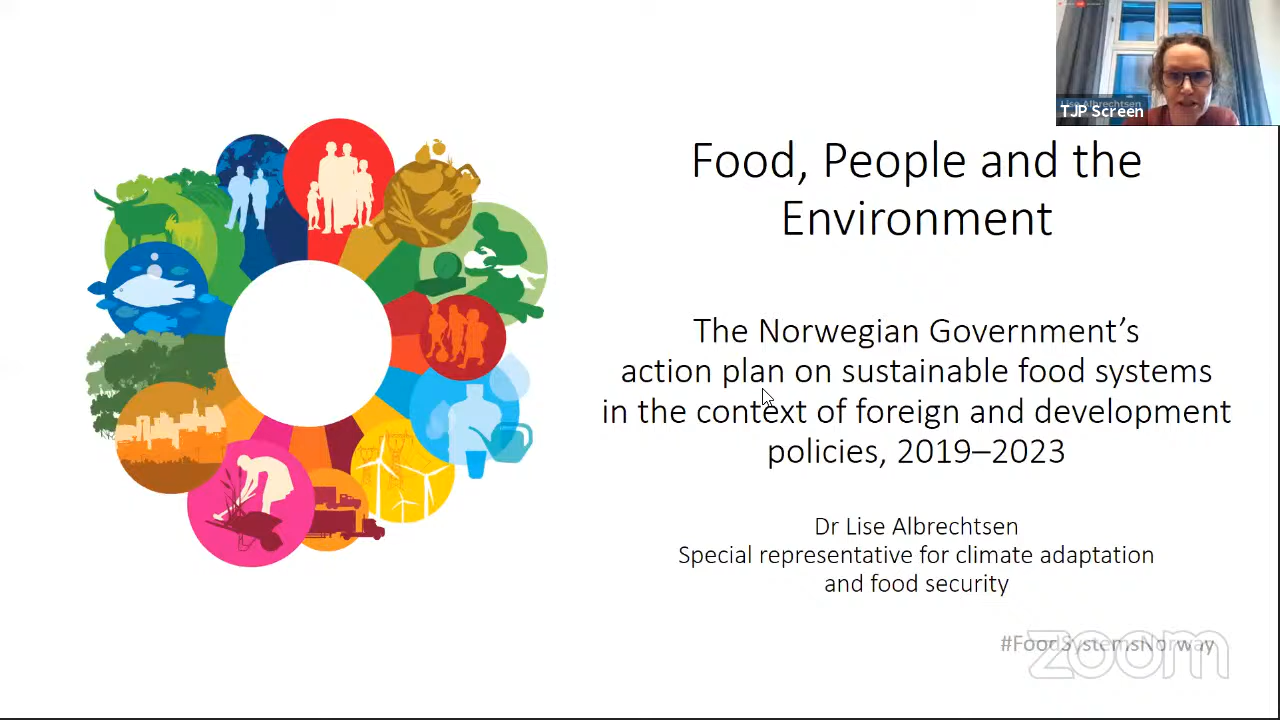 Lise Albrechtsen
TJP Screen
Food, People and the
Environment
The Norwegian Government’s
action plan on sustainable food systems
in the context of foreign and development
policies, 2019–2023
Dr Lise Albrechtsen
Special representative for climate adaptation
and food security
#FoodSystemsNorway
zoom